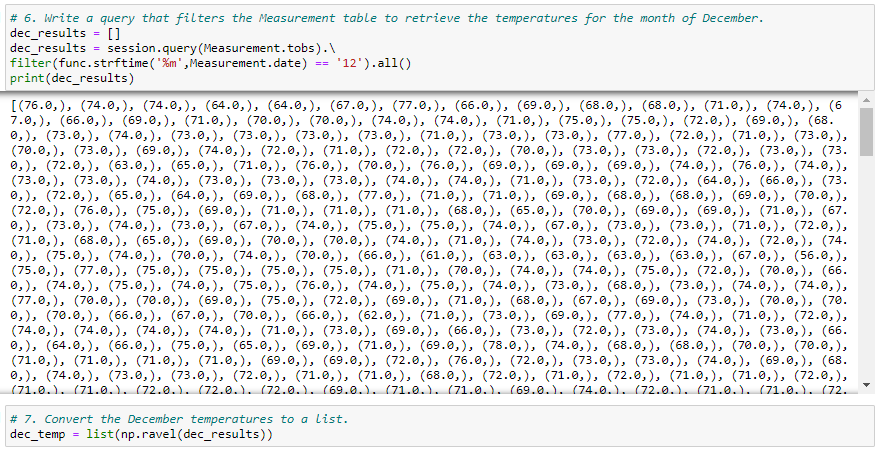 # 6. Write a query that filters the Measurement table to retrieve the temperatures for the month of December.
dec_results = []
dec_results = session.query(Measurement.tobs).\
filter(func.strftime('%m',Measurement.date) == '12').all()
print(dec_results)
[(76.0,), (74.0,), (74.0,), (64.0,), (64.0,), (67.0,), (77.0,), (66.0,), (69.0,), (68.0,), (68.0,), (71.0,), (74.0,), (6
7.0,), (66.0,), (69.0,), (71.0,), (70.0,), (70.0,), (74.0,), (74.0,), (71.0,), (75.0,), (75.0,), (72.0,), (69.0,), (68.
0,), (73.0,), (74.0,), (73.0,), (73.0,), (73.0,), (73.0,), (71.0,), (73.0,), (73.0,), (77.0,), (72.0,), (71.0,), (73.0,),
(70.0,), (73.0,), (69.0,), (74.0,), (72.0,), (71.0,), (72.0,), (72.0,), (70.0,), (73.0,), (73.0,), (72.0,), (73.0,), (73.
0,), (72.0,), (63.0,), (65.0,), (71.0,), (76.0,), (70.0,), (76.0,), (69.0,), (69.0,), (69.0,), (74.0,), (76.0,), (74.0,),
(73.0,), (73.0,), (74.0,), (73.0,), (73.0,), (73.0,), (74.0,), (74.0,), (71.0,), (73.0,), (72.0,), (64.0,), (66.0,), (73.
0,), (72.0,), (65.0,), (64.0,), (69.0,), (68.0,), (77.0,), (71.0,), (71.0,), (69.0,), (68.0,), (68.0,), (69.0,), (70.0,),
(72.0,), (76.0,), (75.0,), (69.0,), (71.0,), (71.0,), (71.0,), (68.0,), (65.0,), (70.0,), (69.0,), (69.0,), (71.0,), (67.
0,), (73.0,), (74.0,), (73.0,), (67.0,), (74.0,), (75.0,), (75.0,), (74.0,), (67.0,), (73.0,), (73.0,), (71.0,), (72.0,),
(71.0,), (68.0,), (65.0,), (69.0,), (70.0,), (70.0,), (74.0,), (71.0,), (74.0,), (73.0,), (72.0,), (74.0,), (72.0,), (74.
0,), (75.0,), (74.0,), (70.0,), (74.0,), (70.0,), (66.0,), (61.0,), (63.0,), (63.0,), (63.0,), (63.0,), (67.0,), (56.0,),
(75.0,), (77.0,), (75.0,), (75.0,), (75.0,), (75.0,), (71.0,), (70.0,), (74.0,), (74.0,), (75.0,), (72.0,), (70.0,), (66.
0,), (74.0,), (75.0,), (74.0,), (75.0,), (76.0,), (74.0,), (75.0,), (74.0,), (73.0,), (68.0,), (73.0,), (74.0,), (74.0,),
(77.0,), (70.0,), (70.0,), (69.0,), (75.0,), (72.0,), (69.0,), (71.0,), (68.0,), (67.0,), (69.0,), (73.0,), (70.0,), (70.
0,), (70.0,), (66.0,), (67.0,), (70.0,), (66.0,), (62.0,), (71.0,), (73.0,), (69.0,), (77.0,), (74.0,), (71.0,), (72.0,),
(74.0,), (74.0,), (74.0,), (74.0,), (71.0,), (73.0,), (69.0,), (66.0,), (73.0,), (72.0,), (73.0,), (74.0,), (73.0,), (66.
0,), (64.0,), (66.0,), (75.0,), (65.0,), (69.0,), (71.0,), (69.0,), (78.0,), (74.0,), (68.0,), (68.0,), (70.0,), (70.0,),
(71.0,), (71.0,), (71.0,), (71.0,), (69.0,), (69.0,), (72.0,), (76.0,), (72.0,), (73.0,), (73.0,), (74.0,), (69.0,), (68.
0,), (74.0,), (73.0,), (73.0,), (72.0,), (71.0,), (71.0,), (68.0,), (72.0,), (71.0,), (72.0,), (71.0,), (71.0,), (72.0,),
(71.0,), (71.0,), (72.0,), (72.0,), (72.0,), (69.0,), (71.0,), (71.0,), (69.0,), (74.0,), (72.0,), (71.0,), (71.0,), (72.
# 7. Convert the December temperatures to a list.
dec_temp = list(np.ravel(dec_results))